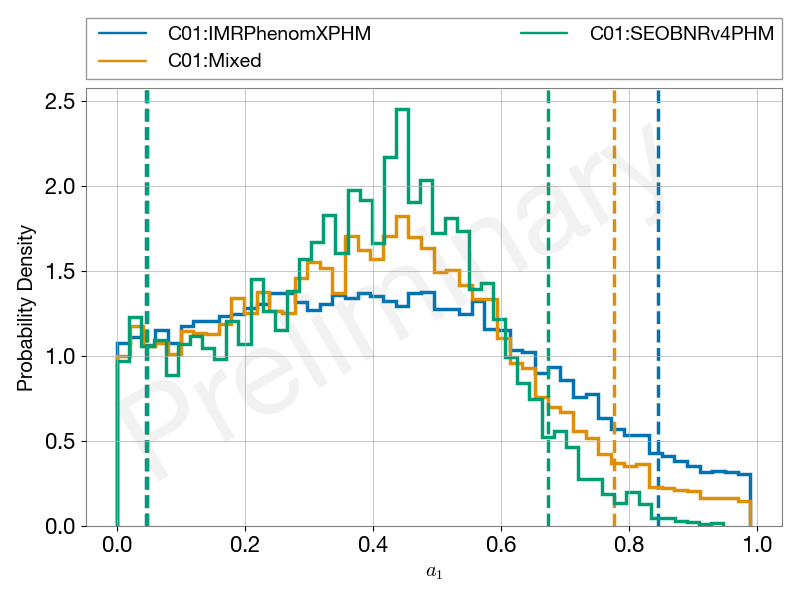 C01:IMRPhenomXPHM
C01:Mixed
C01:SEOBNRv4PHM
2.5
2.0
1.5
1.0
0.5
0.0
Probability Density
Preliminary
0.0 0.2 0.4 0.6 0.8 1.0
a₁